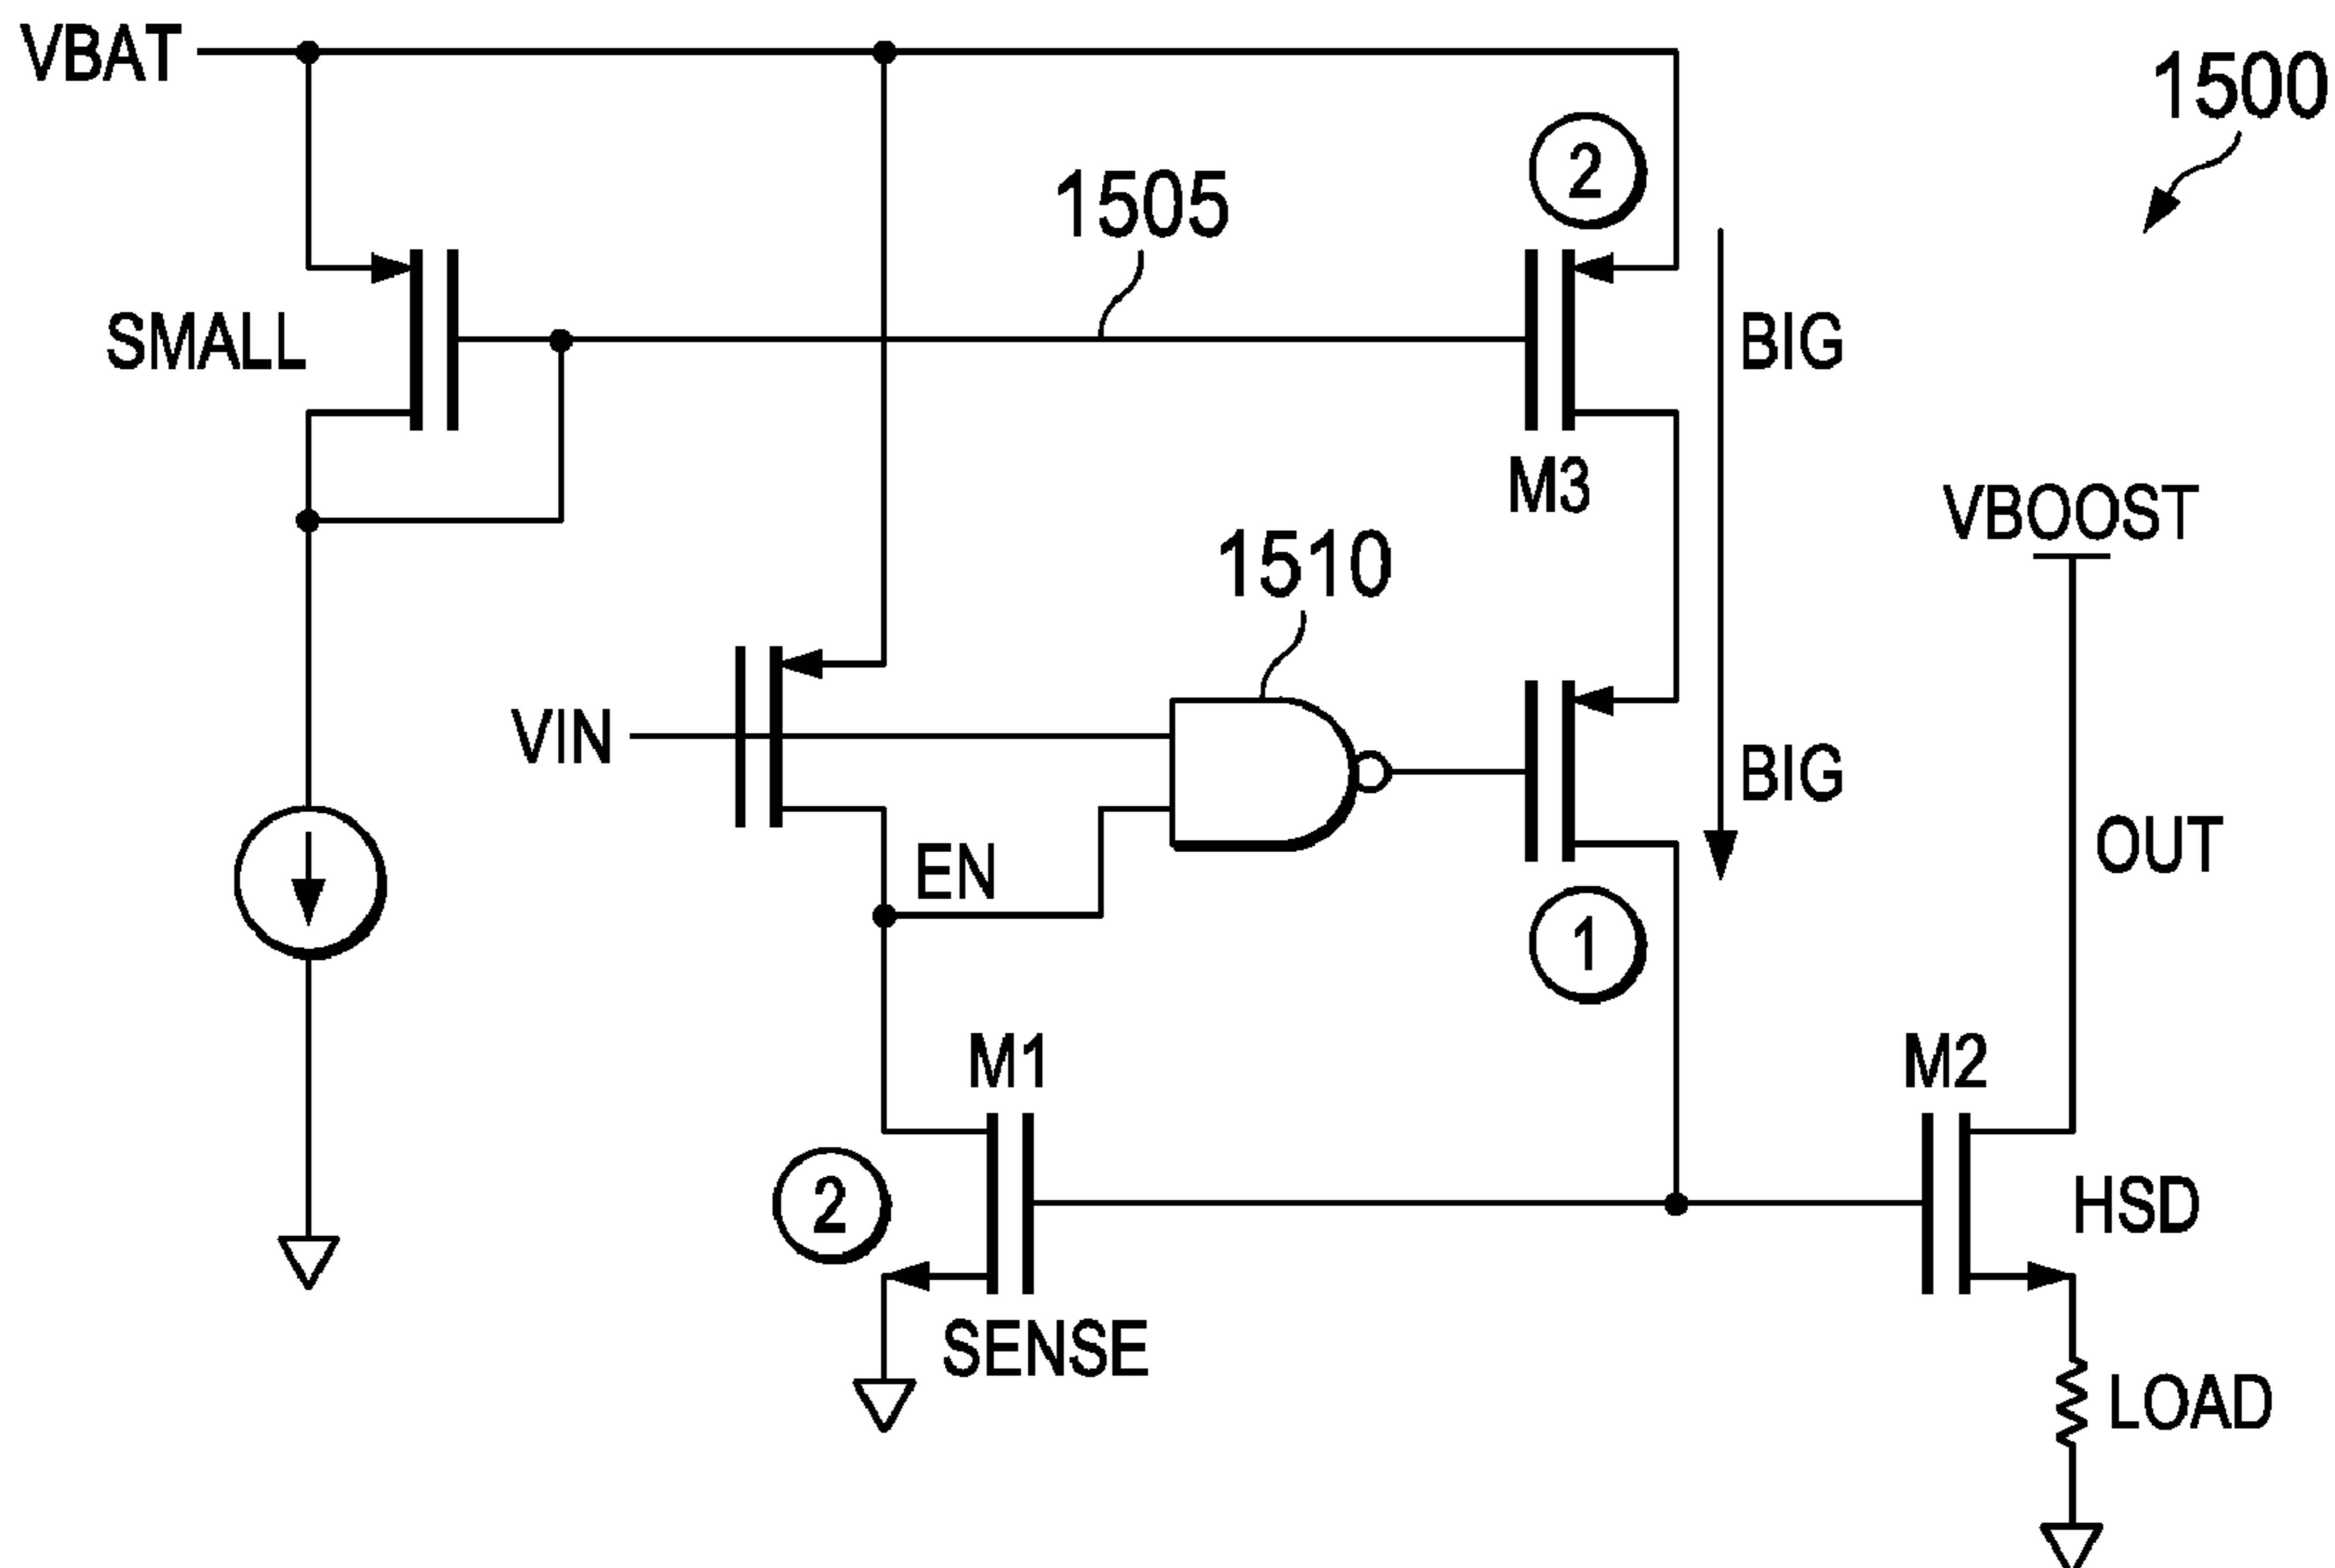 VBAT
1500
2
1505
SMALL
BIG
M3
VBOOST
1510
VIN
BIG
OUT
EN
1
M1
M2
2
HSD
SENSE
LOAD